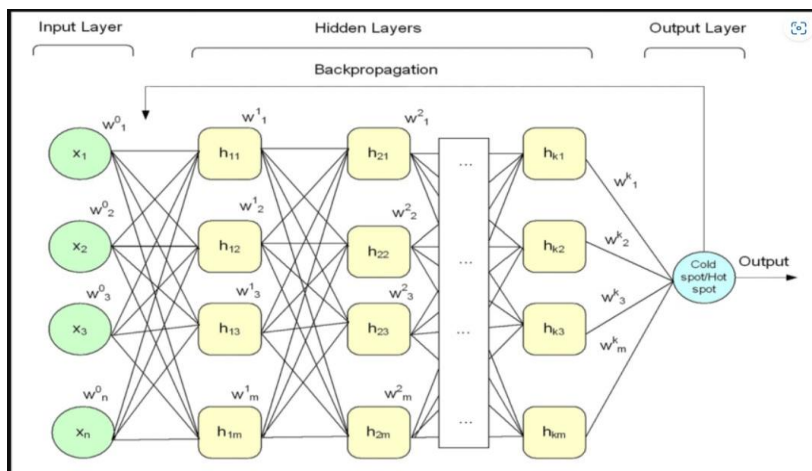 Input Layer
Hidden Layers
Output Layer
Backpropagation
w⁰₁
w¹₁
w²₁
x₁
h₁₁
h₂₁
...
hₖ₁
wᵏ₁
w⁰₂
w¹₂
w²₂
x₂
h₁₂
h₂₂
...
hₖ₂
wᵏ₂
Cold
spot/Hot
spot
Output
w⁰₃
w¹₃
w²₃
x₃
h₁₃
h₂₃
...
hₖ₃
wᵏ₃
wᵏₘ
w⁰ₙ
w¹ₘ
w²ₘ
xₙ
h₁ₘ
h₂ₘ
...
hₖₘ